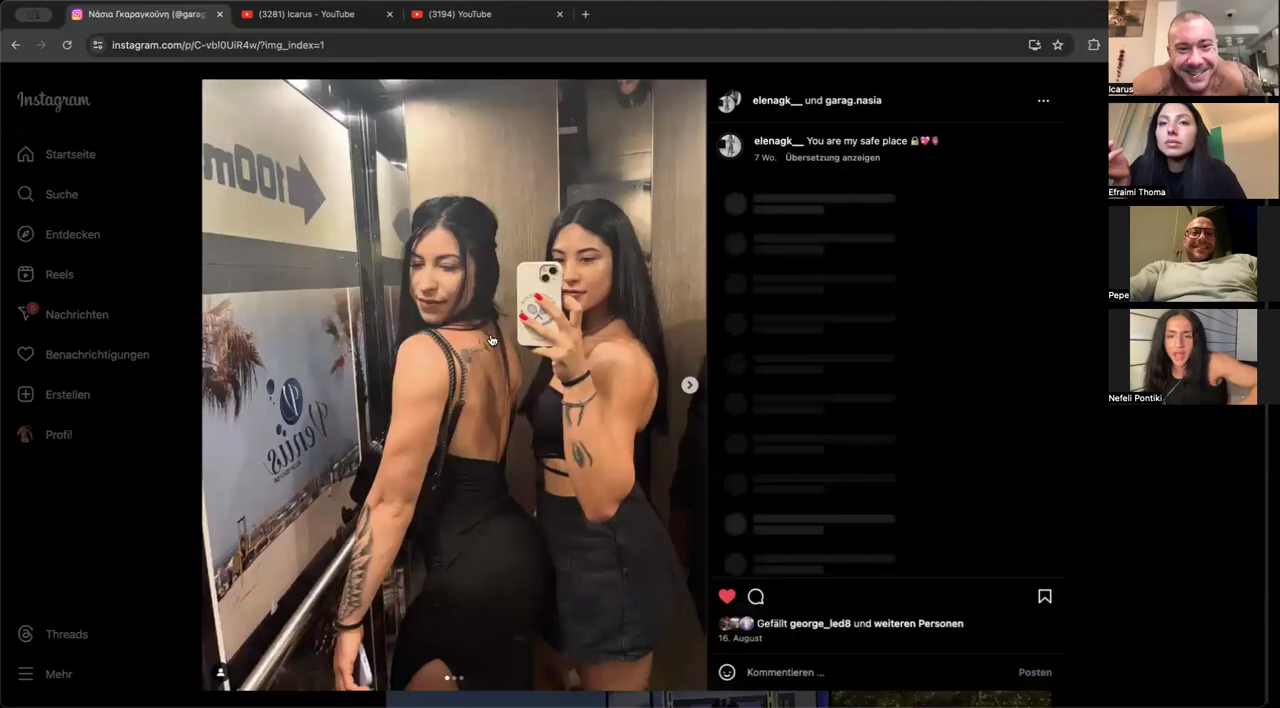 Νάσια Γκαραγκούνη (@garag
(3281) Icarus - YouTube
(3194) YouTube
instagram.com/p/C-vbl0UiR4w/?img_index=1
Instagram
Startseite
Suche
Entdecken
Reels
Nachrichten
Benachrichtigungen
Erstellen
Profil
Threads
Mehr
100m
Venus
elenagk__ und garag.nasia
elenagk__ You are my safe place 🔒💖🌹
7 Wo. Übersetzung anzeigen
Gefällt george_led8 und weiteren Personen
16. August
Kommentieren ...
Posten
Icarus
Efraimi Thoma
Pepe
Nefeli Pontiki